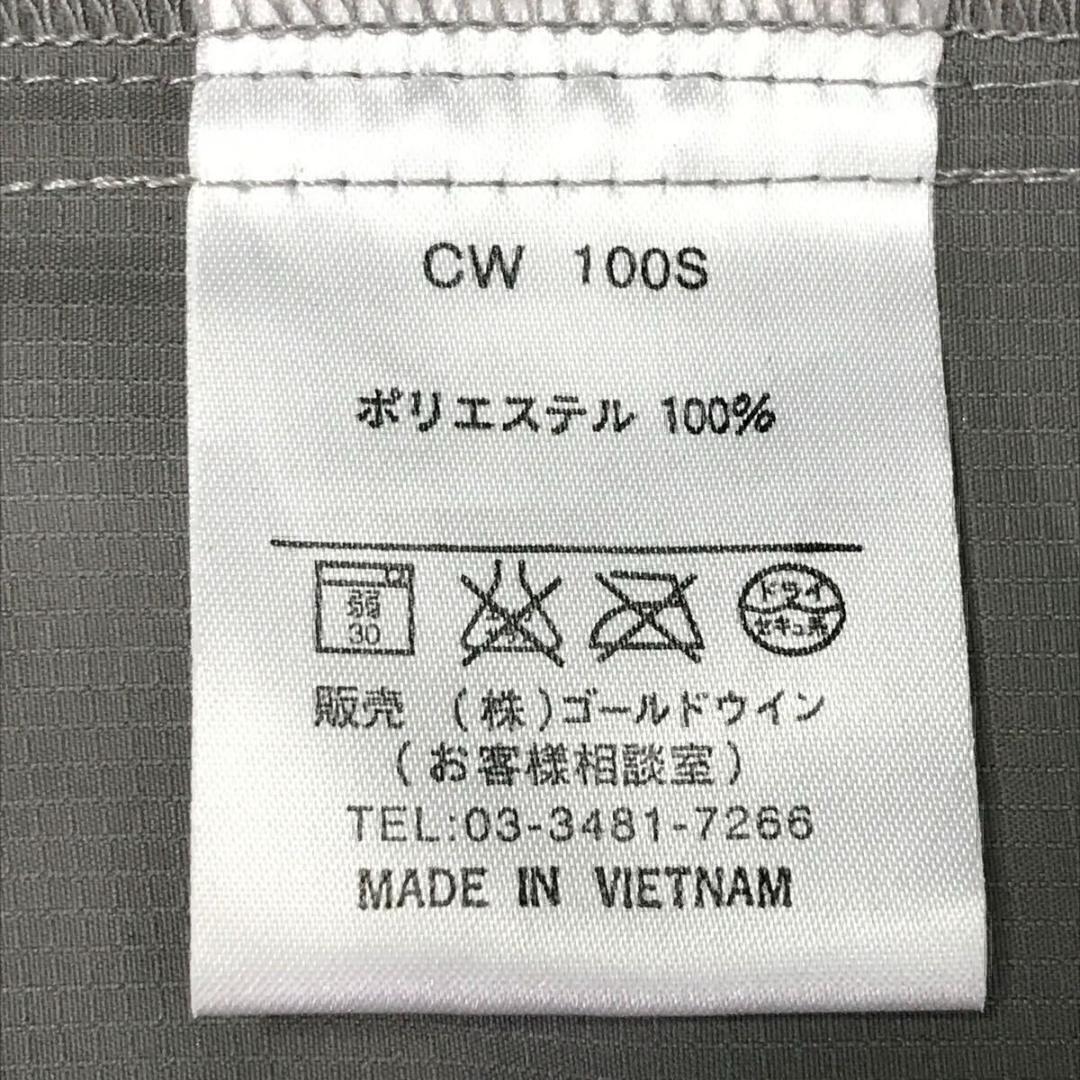 CW 100S
ポリエステル 100%
弱
30
ドライ
セキュ系
販売 (株)ゴールドウイン
(お客様相談室)
TEL:03-3481-7266
MADE IN VIETNAM